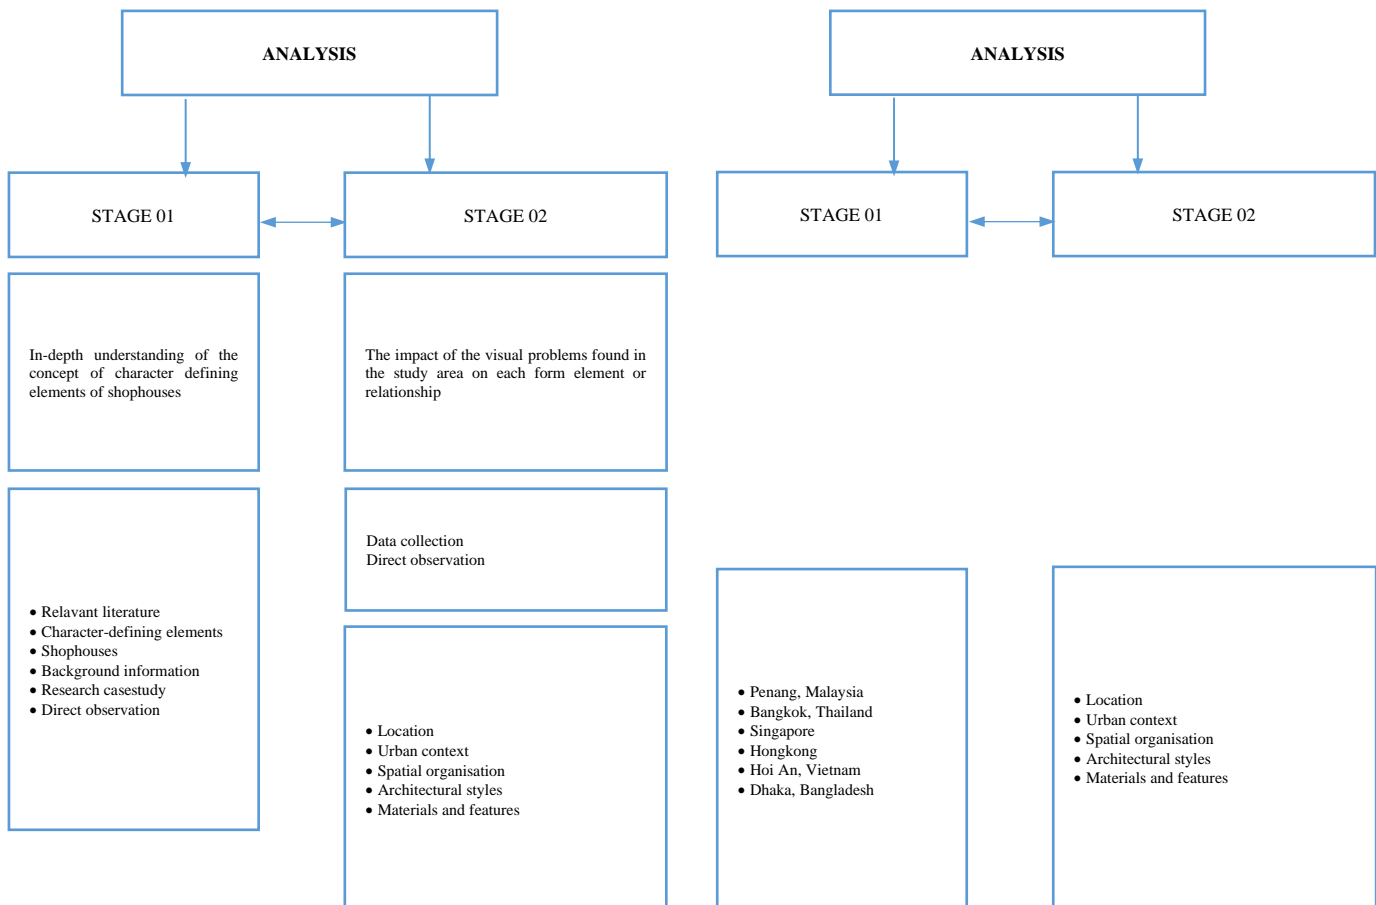 ANALYSIS
STAGE 01
STAGE 02
In-depth understanding of the
concept of character defining
elements of shophouses
The impact of the visual problems found in
the study area on each form element or
relationship
• Relavant literature
• Character-defining elements
• Shophouses
• Background information
• Research casestudy
• Direct observation
Data collection
Direct observation
• Location
• Urban context
• Spatial organisation
• Architectural styles
• Materials and features
ANALYSIS
STAGE 01
STAGE 02
• Penang, Malaysia
• Bangkok, Thailand
• Singapore
• Hongkong
• Hoi An, Vietnam
• Dhaka, Bangladesh
• Location
• Urban context
• Spatial organisation
• Architectural styles
• Materials and features